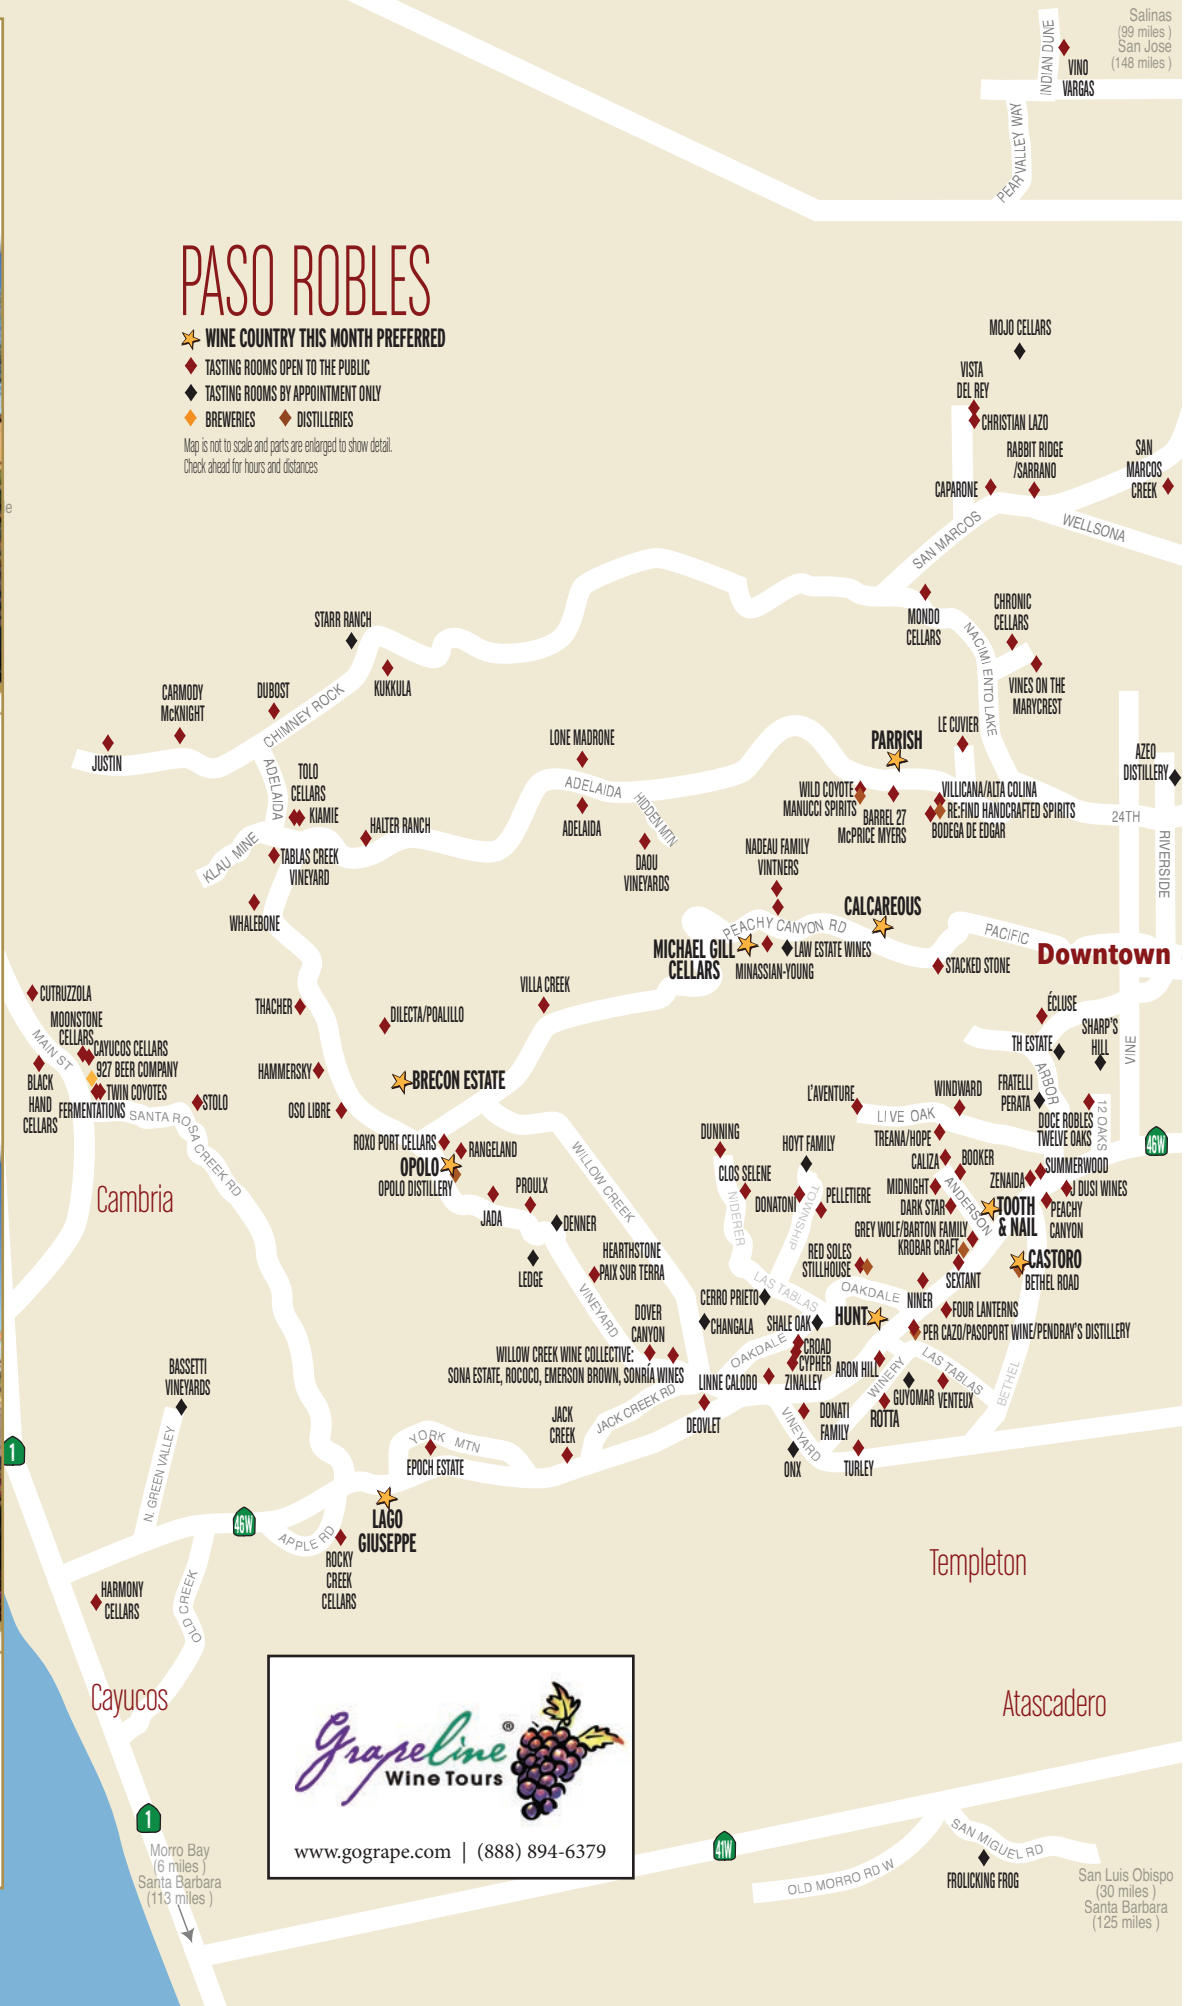 Salinas
(99 miles )
San Jose
(148 miles )
INDIAN DUNE
VINO
VARGAS
PEAR VALLEY WAY
PASO ROBLES
WINE COUNTRY THIS MONTH PREFERRED
TASTING ROOMS OPEN TO THE PUBLIC
TASTING ROOMS BY APPOINTMENT ONLY
BREWERIES
DISTILLERIES
Map is not to scale and parts are enlarged to show detail.
Check ahead for hours and distances
e
MOJO CELLARS
VISTA
DEL REY
CHRISTIAN LAZO
RABBIT RIDGE
/SARRANO
SAN
MARCOS
CREEK
CAPARONE
SAN MARCOS
WELLSONA
MONDO
CELLARS
CHRONIC
CELLARS
NACIMIENTO LAKE
VINES ON THE
MARYCREST
STARR RANCH
KUKKULA
CARMODY
McKNIGHT
DUBOST
CHIMNEY ROCK
JUSTIN
ADELAIDA
TOLO
CELLARS
KIAMIE
KLAU MINE
TABLAS CREEK
VINEYARD
HALTER RANCH
WHALEBONE
LONE MADRONE
ADELAIDA
ADELAIDA
HIDDEN MTN
DAOU
VINEYARDS
PARRISH
LE CUVIER
WILD COYOTE
MANUCCI SPIRITS
BARREL 27
McPRICE MYERS
VILLICANA/ALTA COLINA
RE:FIND HANDCRAFTED SPIRITS
BODEGA DE EDGAR
AZEO
DISTILLERY
24TH
RIVERSIDE
NADEAU FAMILY
VINTNERS
CALCAREOUS
PEACHY CANYON RD
MICHAEL GILL
CELLARS
MINASSIAN-YOUNG
LAW ESTATE WINES
PACIFIC
STACKED STONE
Downtown
CUTRUZZOLA
MOONSTONE
CELLARS
CAYUCOS CELLARS
927 BEER COMPANY
TWIN COYOTES
FERMENTATIONS
MAIN ST
BLACK
HAND
CELLARS
SANTA ROSA CREEK RD
STOLO
Cambria
THACHER
DILECTA/POALILLO
VILLA CREEK
HAMMERSKY
BRECON ESTATE
OSO LIBRE
ROXO PORT CELLARS
RANGELAND
OPOLO
OPOLO DISTILLERY
JADA
PROULX
DENNER
LEDGE
WILLOW CREEK
VINEYARD
HEARTHSTONE
PAIX SUR TERRA
DOVER
CANYON
WILLOW CREEK WINE COLLECTIVE:
SONA ESTATE, ROCOCO, EMERSON BROWN, SONRÍA WINES
ÉCLUSE
TH ESTATE
SHARP'S
HILL
VINE
ARBOR
FRATELLI
PERATA
DOCE ROBLES
TWELVE OAKS
12 OAKS
46W
L'AVENTURE
LIVE OAK
WINDWARD
TREANA/HOPE
CALIZA
BOOKER
MIDNIGHT
DARK STAR
ANDERSON
ZENAIDA
SUMMERWOOD
J DUSI WINES
PEACHY
CANYON
TOOTH
& NAIL
GREY WOLF/BARTON FAMILY
KROBAR CRAFT
SEXTANT
CASTORO
BETHEL ROAD
DUNNING
CLOS SELENE
NIDERER
HOYT FAMILY
DONATONI
PELLETIERE
TOWNSHIP
RED SOLES
STILLHOUSE
LAS TABLAS
OAKDALE
NINER
FOUR LANTERNS
PER CAZO/PASOPORT WINE/PENDRAY'S DISTILLERY
CERRO PRIETO
CHANGALA
SHALE OAK
HUNT
OAKDALE
CROAD
CYPHER
ZINALLEY
LINNE CALODO
ARON HILL
WINERY
LAS TABLAS
GUYOMAR
VENTEUX
ROTTA
BETHEL
DEOVLET
VINEYARD
DONATI
FAMILY
ONX
TURLEY
JACK CREEK RD
JACK
CREEK
YORK MTN
EPOCH ESTATE
BASSETTI
VINEYARDS
N. GREEN VALLEY
1
46W
APPLE RD
LAGO
GIUSEPPE
ROCKY
CREEK
CELLARS
HARMONY
CELLARS
OLD CREEK
Templeton
Cayucos
Atascadero
Grapeline®
Wine Tours
www.gogrape.com | (888) 894-6379
1
Morro Bay
(6 miles )
Santa Barbara
(113 miles )
41W
OLD MORRO RD W
SAN MIGUEL RD
FROLICKING FROG
San Luis Obispo
(30 miles )
Santa Barbara
(125 miles )